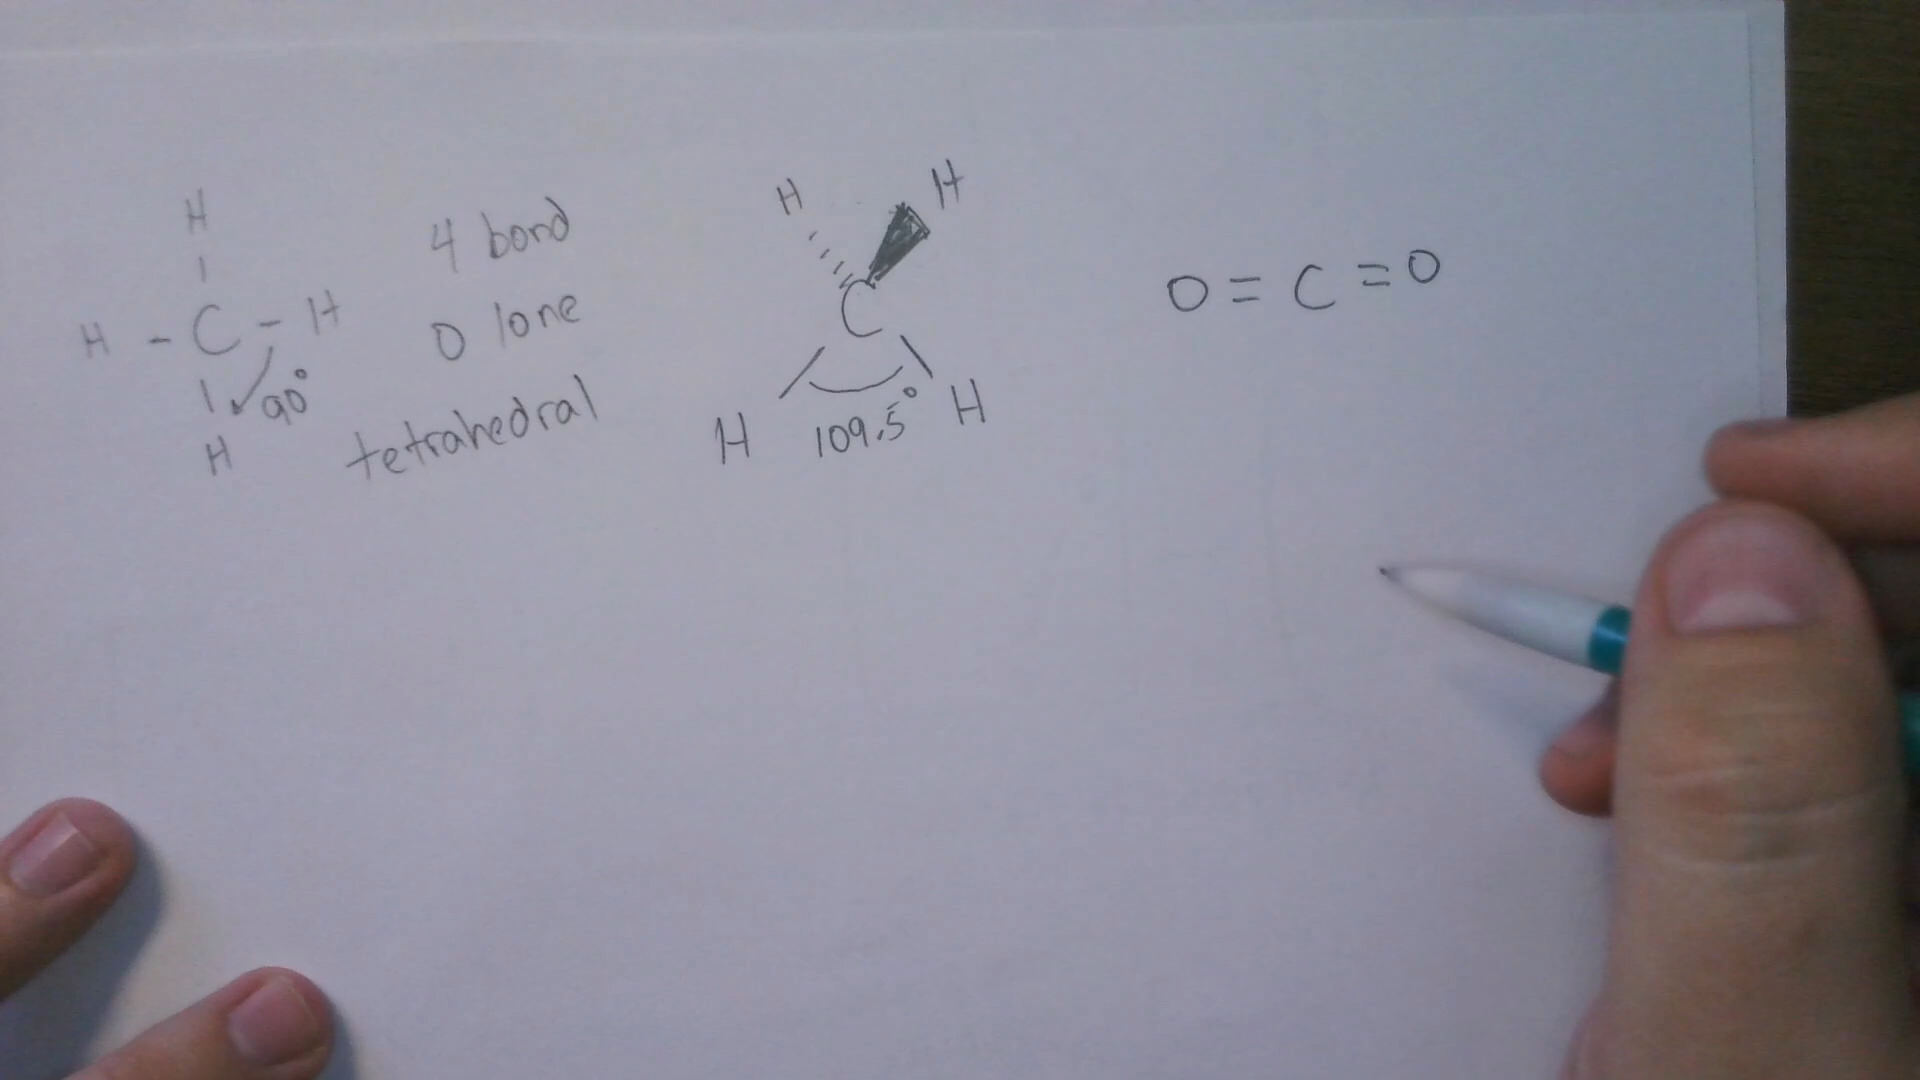 H
H - C - H
90°
H
4 bond
0 lone
tetrahedral
H H
C
H 109.5° H
O = C = O